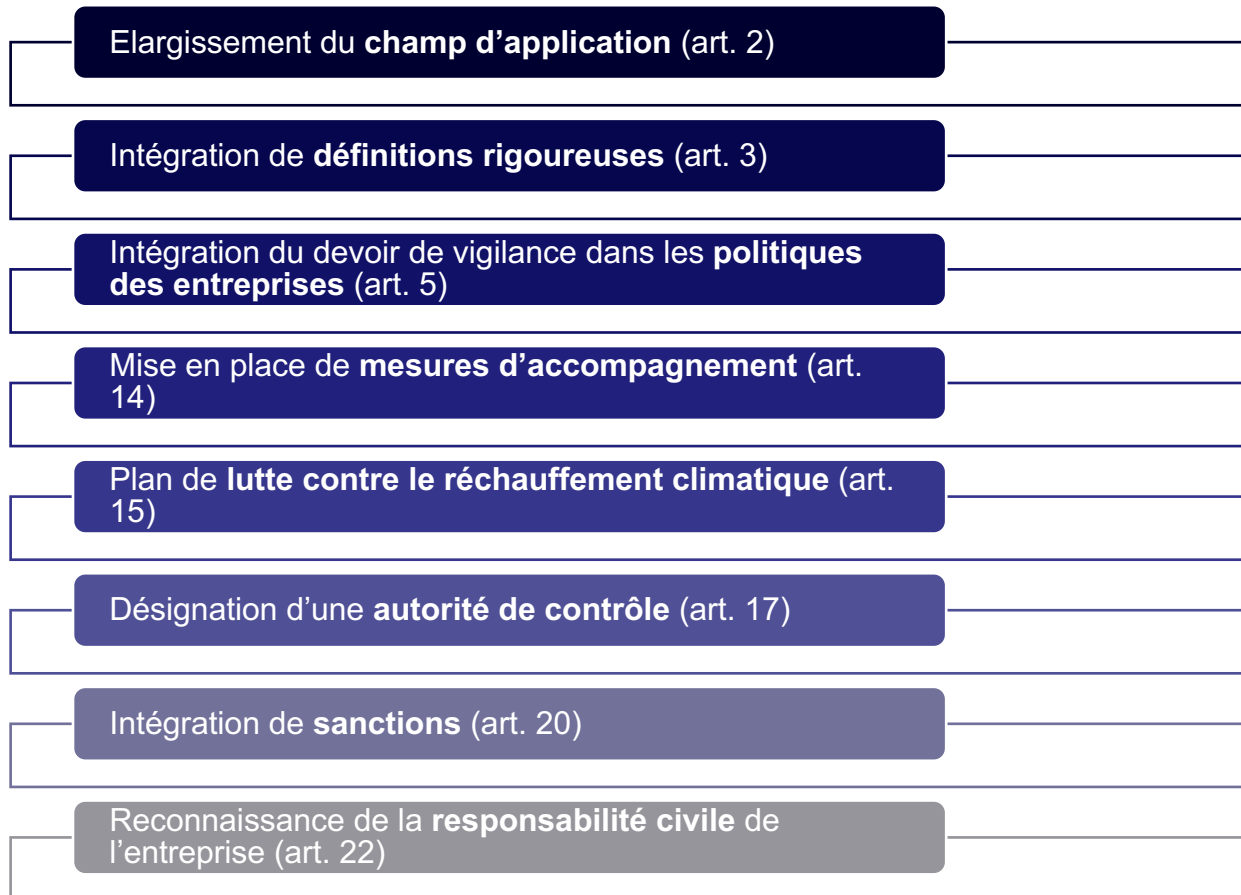 Elargissement du champ d’application (art. 2)
Intégration de définitions rigoureuses (art. 3)
Intégration du devoir de vigilance dans les politiques
des entreprises (art. 5)
Mise en place de mesures d’accompagnement (art.
14)
Plan de lutte contre le réchauffement climatique (art.
15)
Désignation d’une autorité de contrôle (art. 17)
Intégration de sanctions (art. 20)
Reconnaissance de la responsabilité civile de
l’entreprise (art. 22)